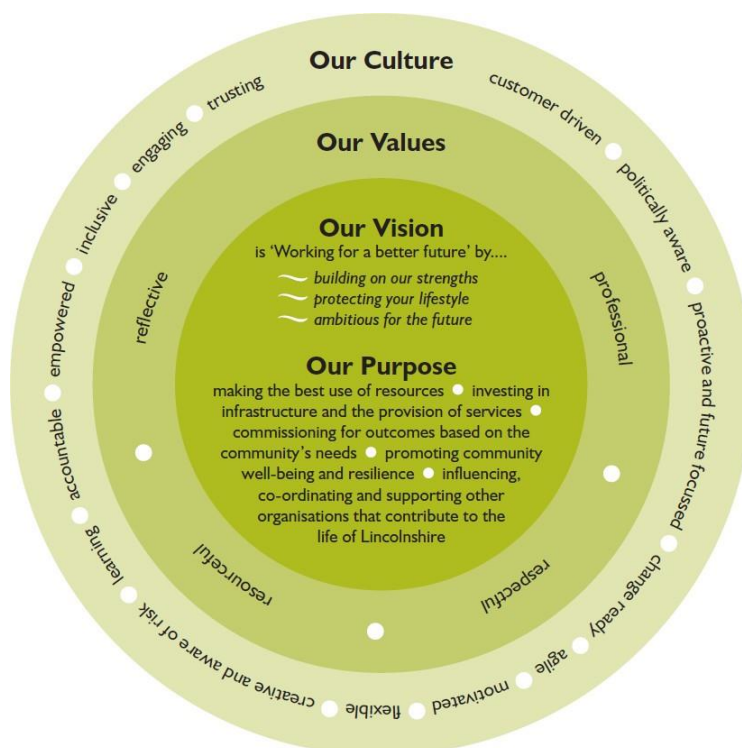 Our Culture
customer driven
politically aware
proactive and future focussed
change ready
agile
motivated
flexible
creative and aware of risk
learning
accountable
empowered
inclusive
engaging
trusting
Our Values
professional
respectful
resourceful
reflective
Our Vision
is ‘Working for a better future’ by....
building on our strengths
protecting your lifestyle
ambitious for the future
Our Purpose
making the best use of resources investing in
infrastructure and the provision of services
commissioning for outcomes based on the
community’s needs promoting community
well-being and resilience influencing,
co-ordinating and supporting other
organisations that contribute to the
life of Lincolnshire